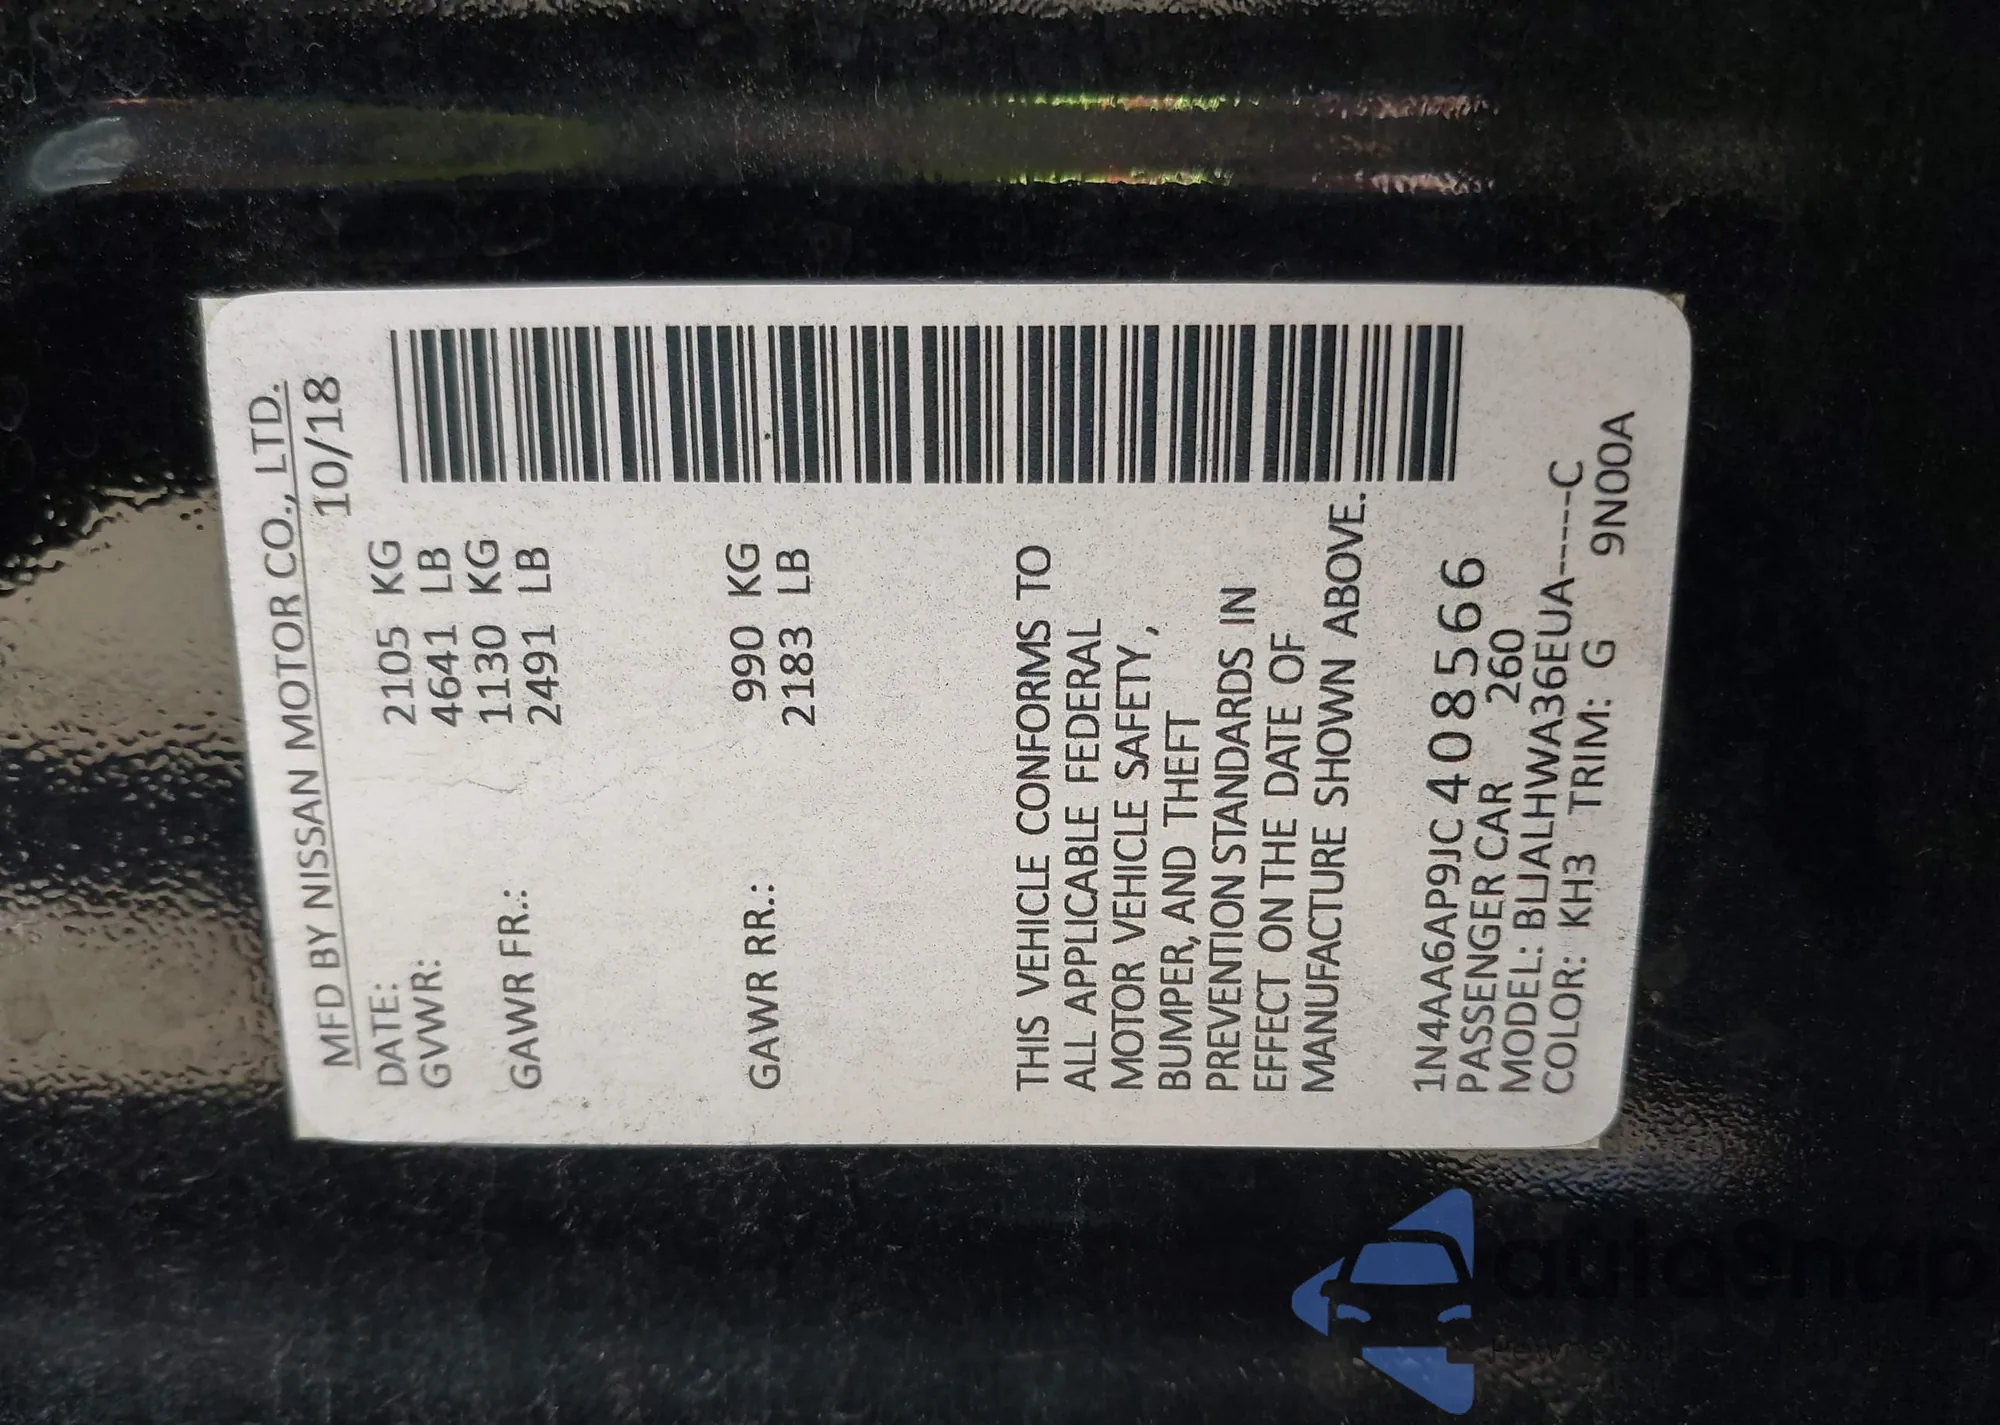 MFD BY NISSAN MOTOR CO., LTD.
DATE: 10/18
GVWR: 2105 KG
4641 LB
GAWR FR.: 1130 KG
2491 LB
GAWR RR.: 990 KG
2183 LB
THIS VEHICLE CONFORMS TO
ALL APPLICABLE FEDERAL
MOTOR VEHICLE SAFETY,
BUMPER, AND THEFT
PREVENTION STANDARDS IN
EFFECT ON THE DATE OF
MANUFACTURE SHOWN ABOVE.
1N4AA6AP9JC408566
PASSENGER CAR 260
MODEL: BLJALHWA36EUA-----C
COLOR: KH3 TRIM: G 9N00A
autosnap